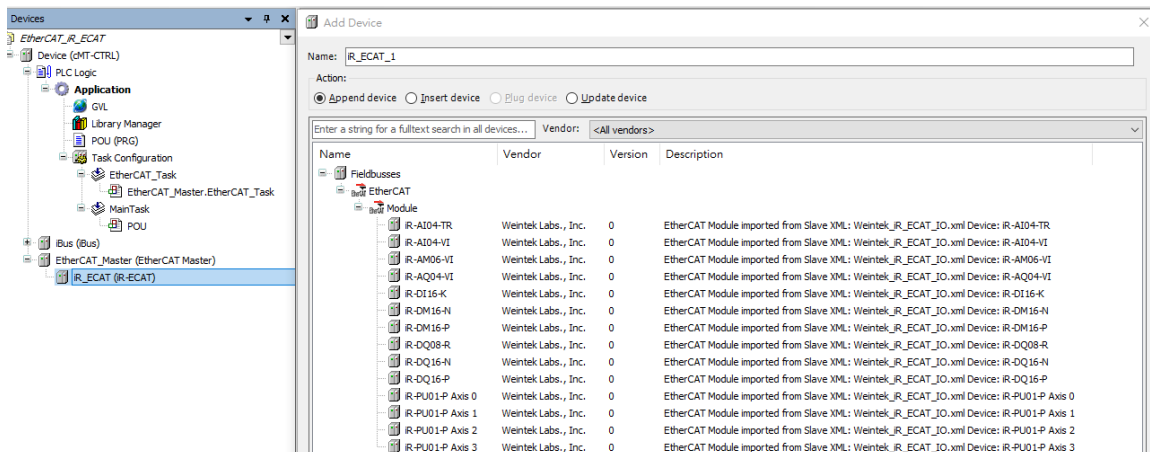 Devices
EtherCAT_iR_ECAT
Device (cMT-CTRL)
PLC Logic
Application
GVL
Library Manager
POU (PRG)
Task Configuration
EtherCAT_Task
EtherCAT_Master.EtherCAT_Task
MainTask
POU
iBus (iBus)
EtherCAT_Master (EtherCAT Master)
iR_ECAT (iR-ECAT)
Add Device
Name: iR_ECAT_1
Action:
Append device Insert device Plug device Update device
Enter a string for a fulltext search in all devices... Vendor: <All vendors>
Name Vendor Version Description
Fieldbusses
EtherCAT
Module
iR-AI04-TR Weintek Labs., Inc. 0 EtherCAT Module imported from Slave XML: Weintek_iR_ECAT_IO.xml Device: iR-AI04-TR
iR-AI04-VI Weintek Labs., Inc. 0 EtherCAT Module imported from Slave XML: Weintek_iR_ECAT_IO.xml Device: iR-AI04-VI
iR-AM06-VI Weintek Labs., Inc. 0 EtherCAT Module imported from Slave XML: Weintek_iR_ECAT_IO.xml Device: iR-AM06-VI
iR-AQ04-VI Weintek Labs., Inc. 0 EtherCAT Module imported from Slave XML: Weintek_iR_ECAT_IO.xml Device: iR-AQ04-VI
iR-DI16-K Weintek Labs., Inc. 0 EtherCAT Module imported from Slave XML: Weintek_iR_ECAT_IO.xml Device: iR-DI16-K
iR-DM16-N Weintek Labs., Inc. 0 EtherCAT Module imported from Slave XML: Weintek_iR_ECAT_IO.xml Device: iR-DM16-N
iR-DM16-P Weintek Labs., Inc. 0 EtherCAT Module imported from Slave XML: Weintek_iR_ECAT_IO.xml Device: iR-DM16-P
iR-DQ08-R Weintek Labs., Inc. 0 EtherCAT Module imported from Slave XML: Weintek_iR_ECAT_IO.xml Device: iR-DQ08-R
iR-DQ16-N Weintek Labs., Inc. 0 EtherCAT Module imported from Slave XML: Weintek_iR_ECAT_IO.xml Device: iR-DQ16-N
iR-DQ16-P Weintek Labs., Inc. 0 EtherCAT Module imported from Slave XML: Weintek_iR_ECAT_IO.xml Device: iR-DQ16-P
iR-PU01-P Axis 0 Weintek Labs., Inc. 0 EtherCAT Module imported from Slave XML: Weintek_iR_ECAT_IO.xml Device: iR-PU01-P Axis 0
iR-PU01-P Axis 1 Weintek Labs., Inc. 0 EtherCAT Module imported from Slave XML: Weintek_iR_ECAT_IO.xml Device: iR-PU01-P Axis 1
iR-PU01-P Axis 2 Weintek Labs., Inc. 0 EtherCAT Module imported from Slave XML: Weintek_iR_ECAT_IO.xml Device: iR-PU01-P Axis 2
iR-PU01-P Axis 3 Weintek Labs., Inc. 0 EtherCAT Module imported from Slave XML: Weintek_iR_ECAT_IO.xml Device: iR-PU01-P Axis 3